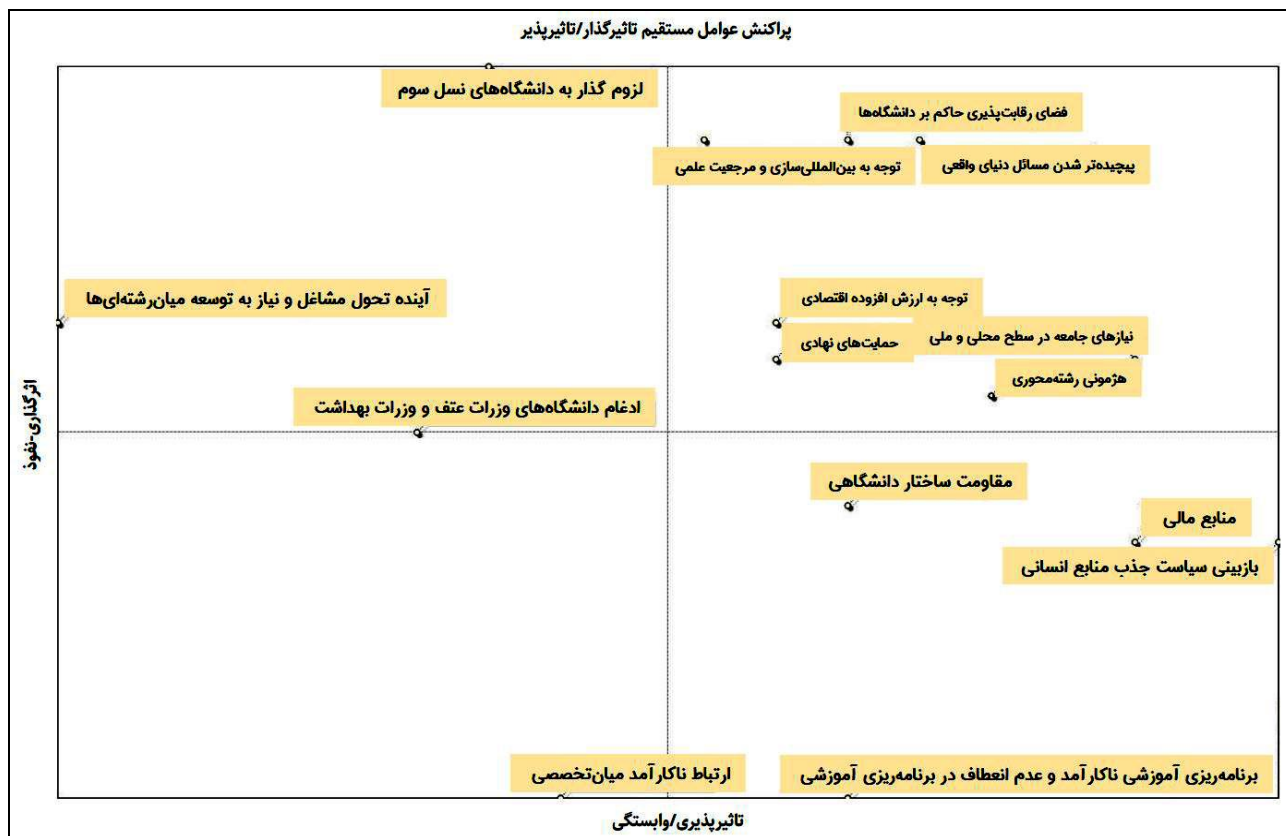 پراکنش عوامل مستقیم تاثیرگذار/تاثیرپذیر
لزوم گذار به دانشگاه‌های نسل سوم
فضای رقابت‌پذیری حاکم بر دانشگاه‌ها
پیچیده‌تر شدن مسائل دنیای واقعی
توجه به بین‌المللی‌سازی و مرجعیت علمی
توجه به ارزش افزوده اقتصادی
آینده تحول مشاغل و نیاز به توسعه میان‌رشته‌ای‌ها
نیازهای جامعه در سطح محلی و ملی
حمایت‌های نهادی
هژمونی رشته‌محوری
ادغام دانشگاه‌های وزرات عتف و وزرات بهداشت
اثرگذاری-نفوذ
مقاومت ساختار دانشگاهی
منابع مالی
بازبینی سیاست جذب منابع انسانی
برنامه‌ریزی آموزشی ناکارآمد و عدم انعطاف در برنامه‌ریزی آموزشی
ارتباط ناکارآمد میان‌تخصصی
تاثیرپذیری/وابستگی